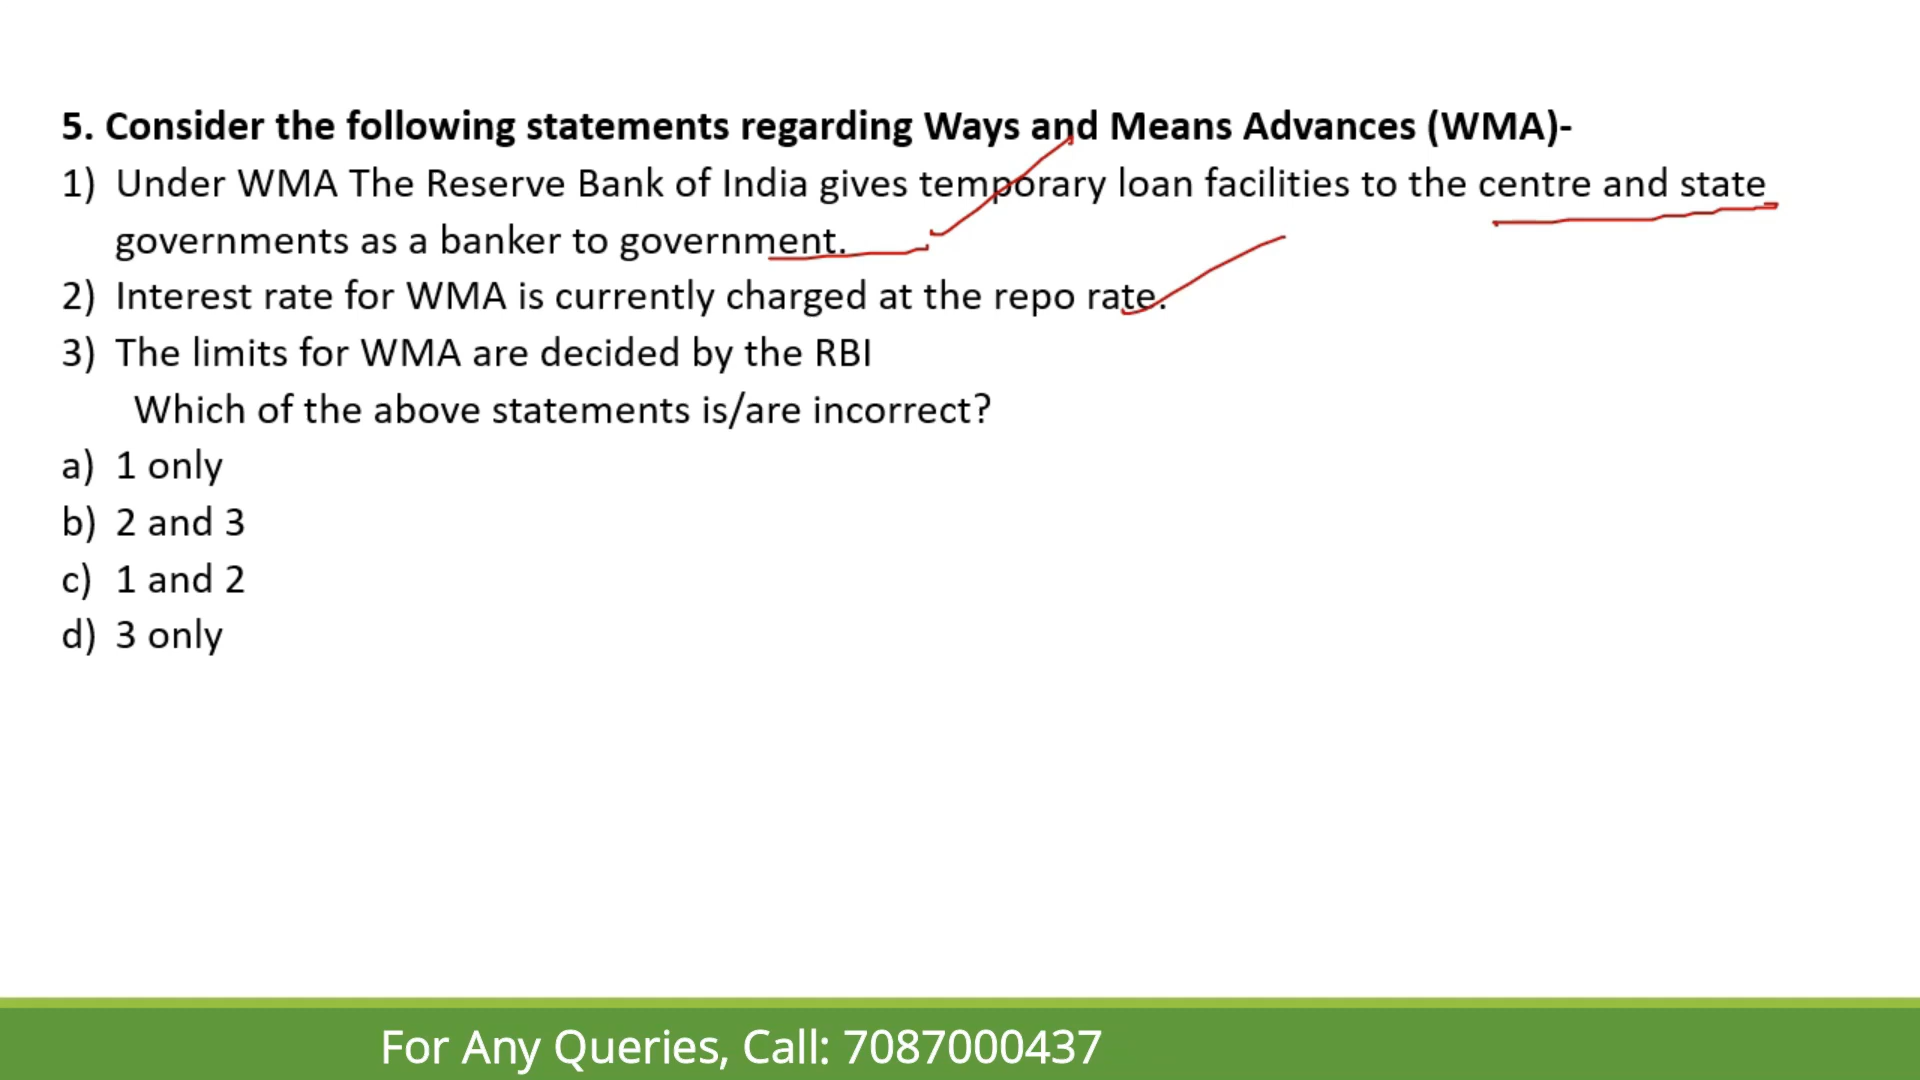 5. Consider the following statements regarding Ways and Means Advances (WMA)-
1) Under WMA The Reserve Bank of India gives temporary loan facilities to the centre and state
governments as a banker to government.
2) Interest rate for WMA is currently charged at the repo rate.
3) The limits for WMA are decided by the RBI
Which of the above statements is/are incorrect?
a) 1 only
b) 2 and 3
c) 1 and 2
d) 3 only
For Any Queries, Call: 7087000437